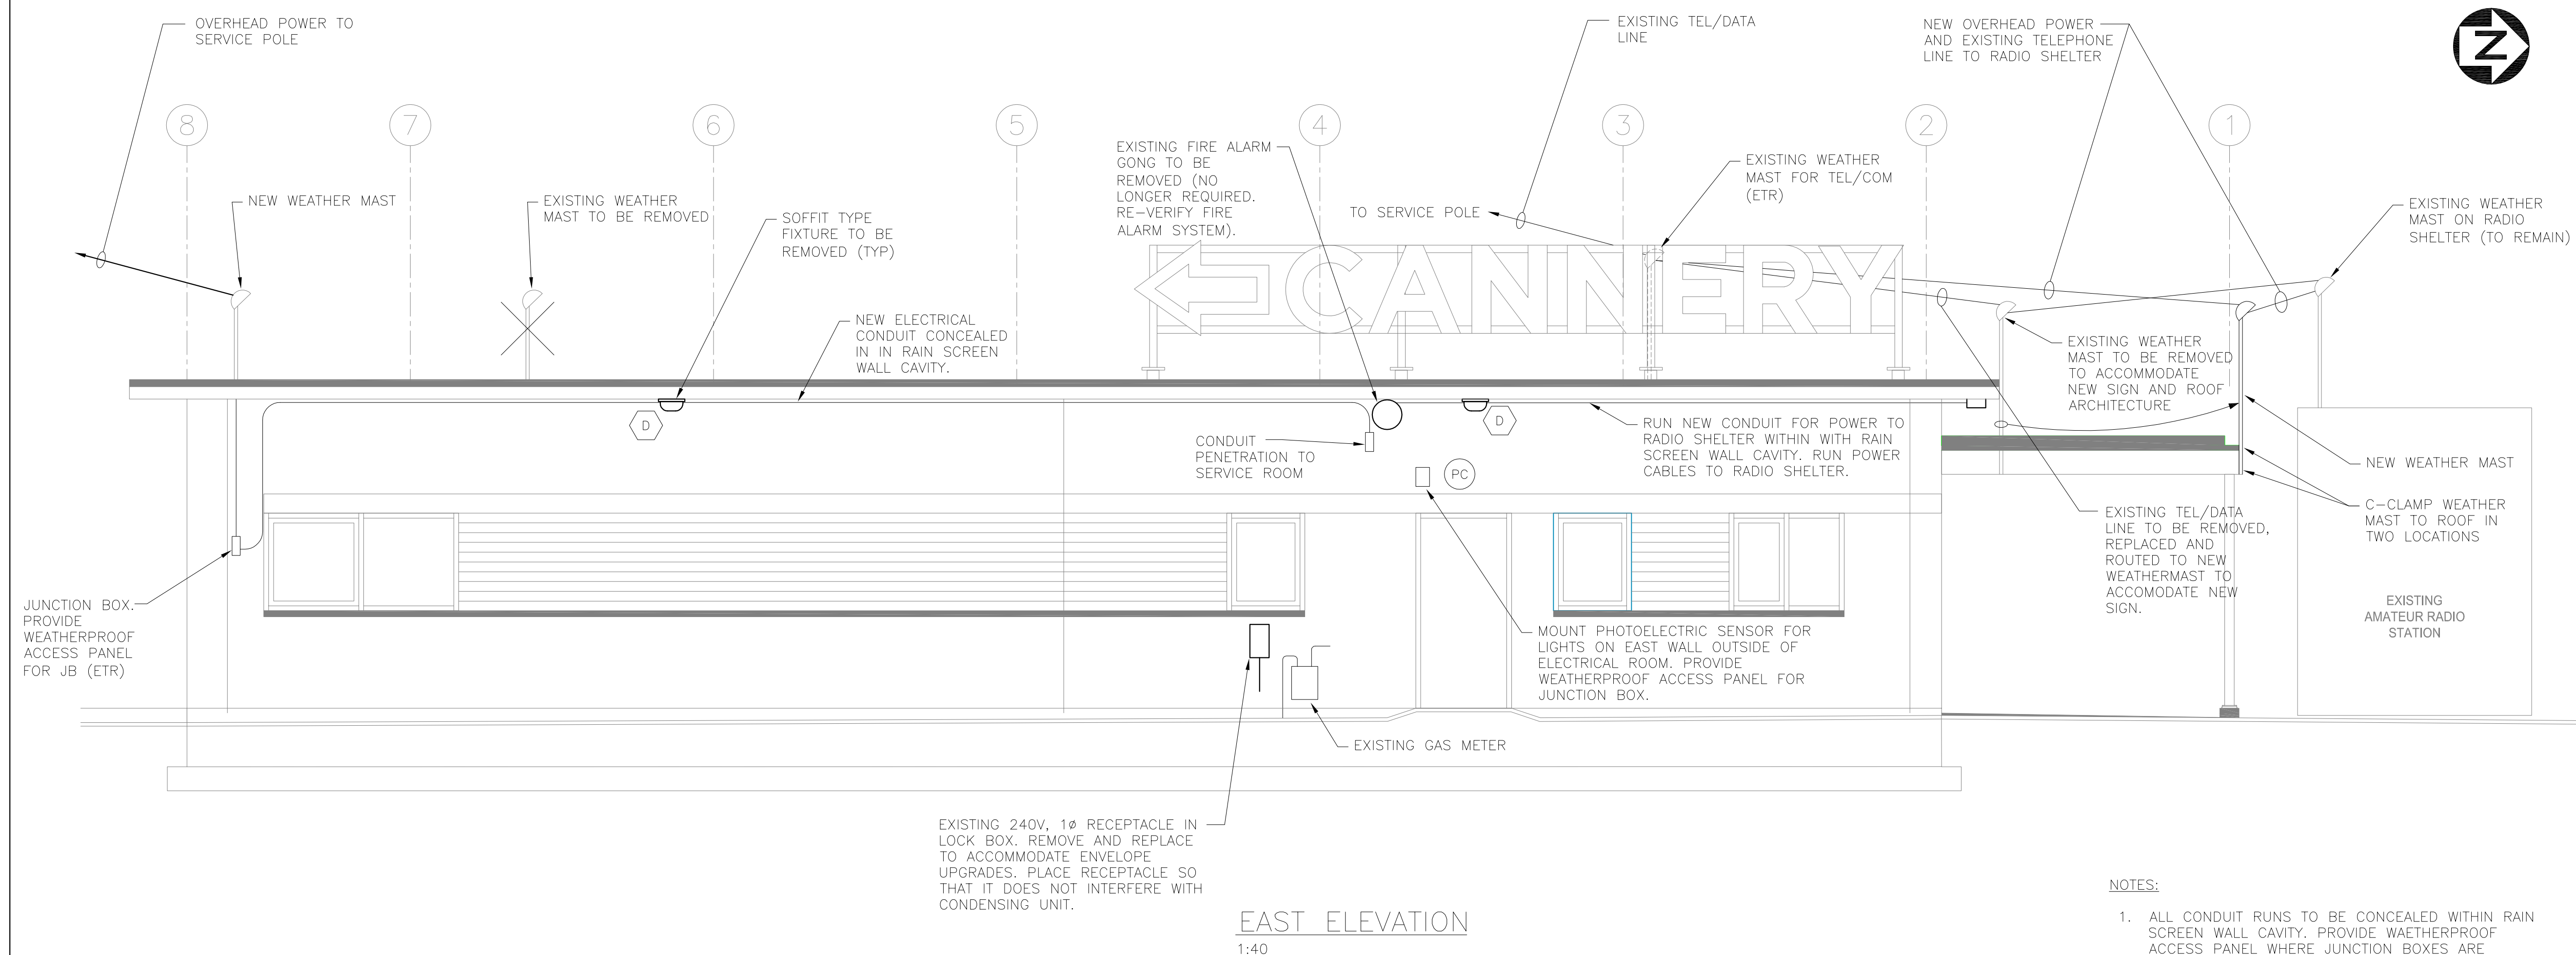 OVERHEAD POWER TO
SERVICE POLE
EXISTING TEL/DATA
LINE
NEW OVERHEAD POWER
AND EXISTING TELEPHONE
LINE TO RADIO SHELTER
N
8
7
6
5
4
3
2
1
NEW WEATHER MAST
EXISTING WEATHER
MAST TO BE REMOVED
SOFFIT TYPE
FIXTURE TO BE
REMOVED (TYP)
EXISTING FIRE ALARM
GONG TO BE
REMOVED (NO
LONGER REQUIRED.
RE-VERIFY FIRE
ALARM SYSTEM).
TO SERVICE POLE
EXISTING WEATHER
MAST FOR TEL/COM
(ETR)
EXISTING WEATHER
MAST ON RADIO
SHELTER (TO REMAIN)
CANNERY
NEW ELECTRICAL
CONDUIT CONCEALED
IN IN RAIN SCREEN
WALL CAVITY.
EXISTING WEATHER
MAST TO BE REMOVED
TO ACCOMMODATE
NEW SIGN AND ROOF
ARCHITECTURE
D
D
CONDUIT
PENETRATION TO
SERVICE ROOM
RUN NEW CONDUIT FOR POWER TO
RADIO SHELTER WITHIN WITH RAIN
SCREEN WALL CAVITY. RUN POWER
CABLES TO RADIO SHELTER.
PC
NEW WEATHER MAST
C-CLAMP WEATHER
MAST TO ROOF IN
TWO LOCATIONS
EXISTING TEL/DATA
LINE TO BE REMOVED,
REPLACED AND
ROUTED TO NEW
WEATHERMAST TO
ACCOMODATE NEW
SIGN.
EXISTING
AMATEUR RADIO
STATION
JUNCTION BOX.
PROVIDE
WEATHERPROOF
ACCESS PANEL
FOR JB (ETR)
MOUNT PHOTOELECTRIC SENSOR FOR
LIGHTS ON EAST WALL OUTSIDE OF
ELECTRICAL ROOM. PROVIDE
WEATHERPROOF ACCESS PANEL FOR
JUNCTION BOX.
EXISTING GAS METER
EXISTING 240V, 1ø RECEPTACLE IN
LOCK BOX. REMOVE AND REPLACE
TO ACCOMMODATE ENVELOPE
UPGRADES. PLACE RECEPTACLE SO
THAT IT DOES NOT INTERFERE WITH
CONDENSING UNIT.
EAST ELEVATION
1:40
NOTES:
1. ALL CONDUIT RUNS TO BE CONCEALED WITHIN RAIN
SCREEN WALL CAVITY. PROVIDE WAETHERPROOF
ACCESS PANEL WHERE JUNCTION BOXES ARE